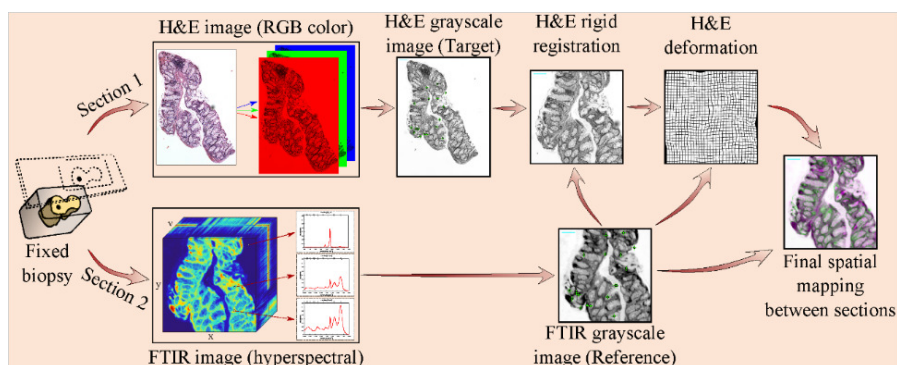 H&E image (RGB color)
H&E grayscale
image (Target)
H&E rigid
registration
H&E
deformation
Section 1
Fixed
biopsy
Section 2
v
y
x
FTIR image (hyperspectral)
FTIR grayscale
image (Reference)
Final spatial
mapping
between sections